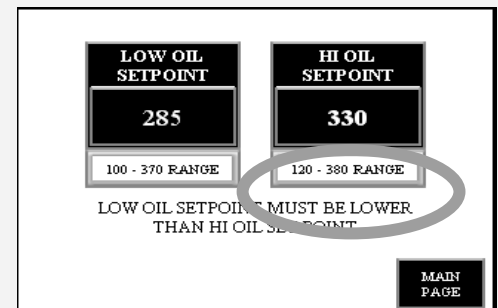 LOW OIL
SETPOINT
285
100 - 370 RANGE
HI OIL
SETPOINT
330
120 - 380 RANGE
LOW OIL SETPOINT MUST BE LOWER
THAN HI OIL SETPOINT
MAIN
PAGE